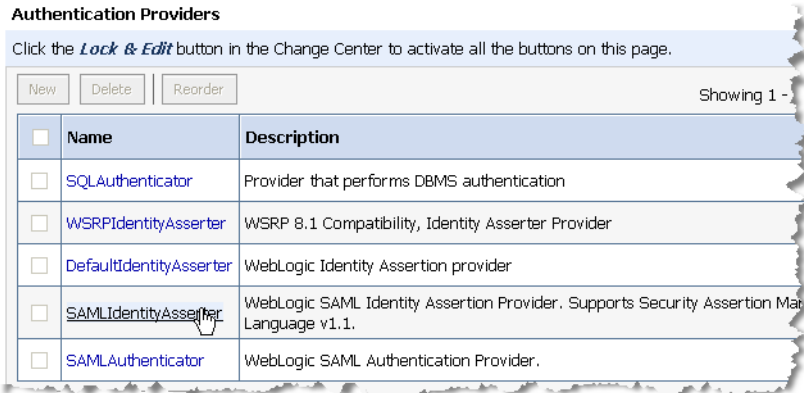 Authentication Providers
Click the Lock & Edit button in the Change Center to activate all the buttons on this page.
New Delete Reorder Showing 1 -
Name Description
SQLAuthenticator Provider that performs DBMS authentication
WSRPIdentityAsserter WSRP 8.1 Compatibility, Identity Asserter Provider
DefaultIdentityAsserter WebLogic Identity Assertion provider
SAMLIdentityAsserter WebLogic SAML Identity Assertion Provider. Supports Security Assertion
Language v1.1.
SAMLAuthenticator WebLogic SAML Authentication Provider.